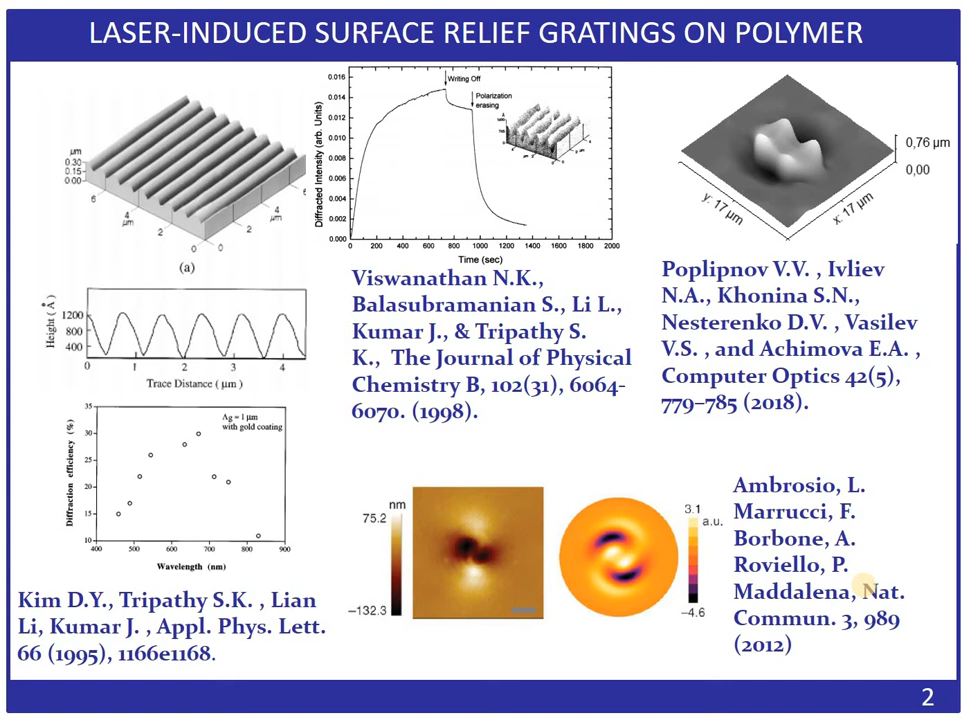 LASER-INDUCED SURFACE RELIEF GRATINGS ON POLYMER
μm
0.30
0.15
0.00
6
4
μm
2
0
0
2
4
μm
6
(a)
Height ( Å )
1200
800
400
0
1
2
3
4
Trace Distance ( μm )
Diffraction efficiency (%)
35
30
25
20
15
10
Λg = 1 μm
with gold coating
400 500 600 700 800 900
Wavelength (nm)
Kim D.Y., Tripathy S.K. , Lian
Li, Kumar J. , Appl. Phys. Lett.
66 (1995), 1166e1168.
Diffracted Intensity (arb. Units)
0.016
0.014
0.012
0.010
0.008
0.006
0.004
0.002
0.000
Writing Off
Polarization
erasing
0 200 400 600 800 1000 1200 1400 1600 1800 2000
Time (sec)
Viswanathan N.K.,
Balasubramanian S., Li L.,
Kumar J., & Tripathy S.
K., The Journal of Physical
Chemistry B, 102(31), 6064-
6070. (1998).
0,76 μm
0,00
y: 17 μm
x: 17 μm
Poplipnov V.V. , Ivliev
N.A., Khonina S.N.,
Nesterenko D.V. , Vasilev
V.S. , and Achimova E.A. ,
Computer Optics 42(5),
779–785 (2018).
nm
75.2
−132.3
3.1
a.u.
−4.6
Ambrosio, L.
Marrucci, F.
Borbone, A.
Roviello, P.
Maddalena, Nat.
Commun. 3, 989
(2012)
2